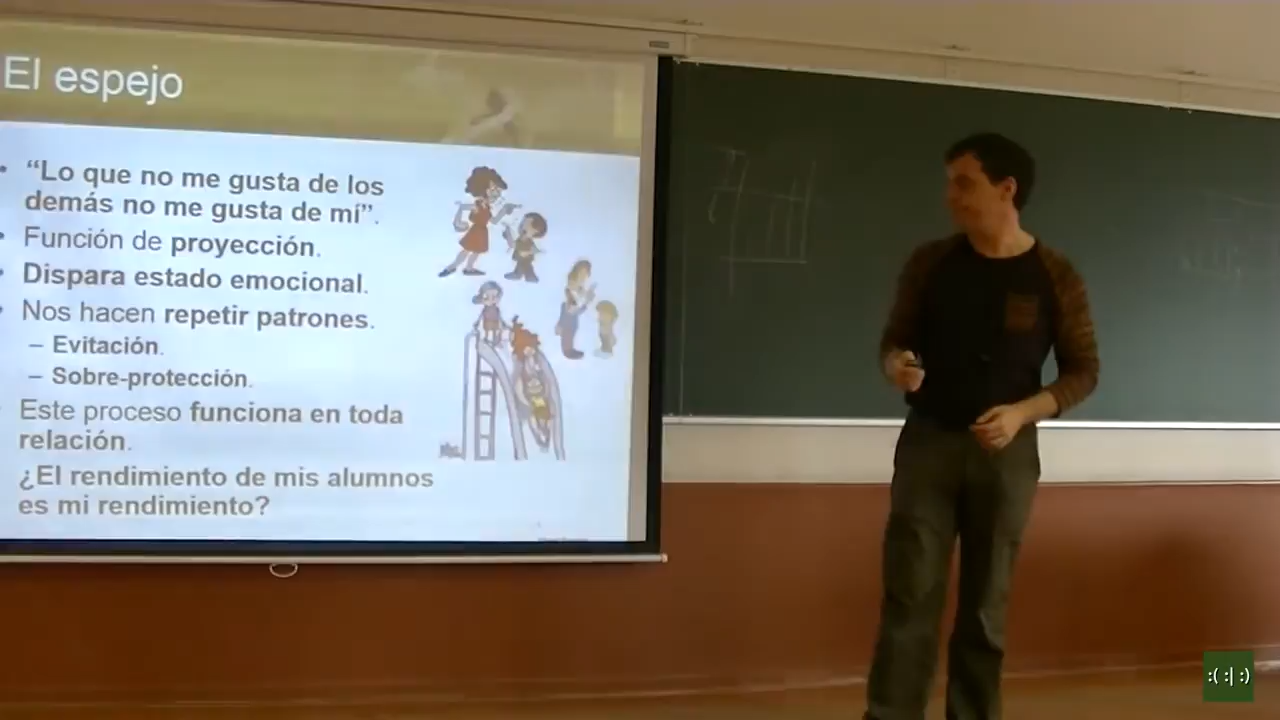 El espejo
• “Lo que no me gusta de los
demás no me gusta de mí”.
• Función de proyección.
• Dispara estado emocional.
• Nos hacen repetir patrones.
– Evitación.
– Sobre-protección.
• Este proceso funciona en toda
relación.
¿El rendimiento de mis alumnos
es mi rendimiento?
:( :| :)